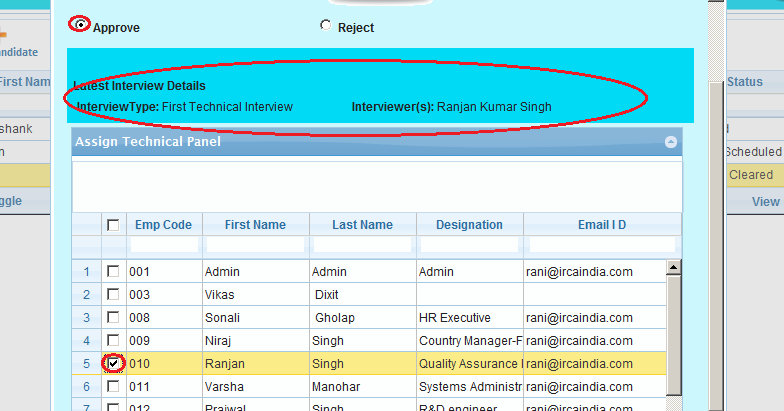 Approve Reject
andidate
First Nam
Status
Latest Interview Details
InterviewType: First Technical Interview Interviewer(s): Ranjan Kumar Singh
shank
d
Assign Technical Panel
n
Scheduled
Cleared
ggle
View
Emp Code First Name Last Name Designation Email I D
1 001 Admin Admin Admin rani@ircaindia.com
2 003 Vikas Dixit
3 008 Sonali Gholap HR Executive rani@ircaindia.com
4 009 Niraj Singh Country Manager-F rani@ircaindia.com
5 010 Ranjan Singh Quality Assurance rani@ircaindia.com
6 011 Varsha Manohar Systems Administr rani@ircaindia.com
7 012 Prajwal Singh R&D engineer rani@ircaindia.com